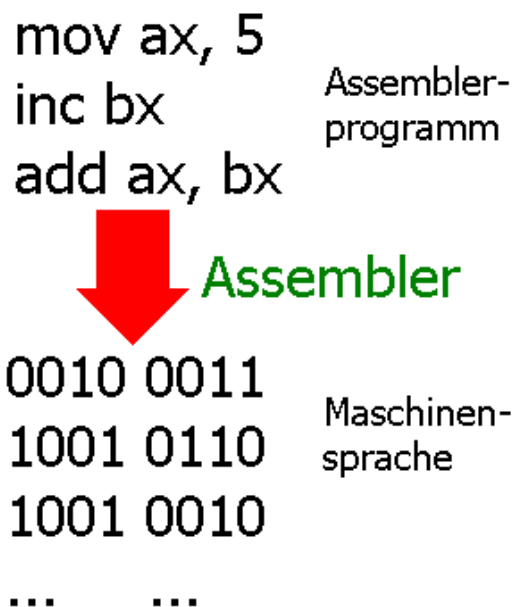 mov ax, 5
inc bx
add ax, bx
Assembler-
programm
Assembler
0010 0011
1001 0110
1001 0010
... ...
Maschinen-
sprache